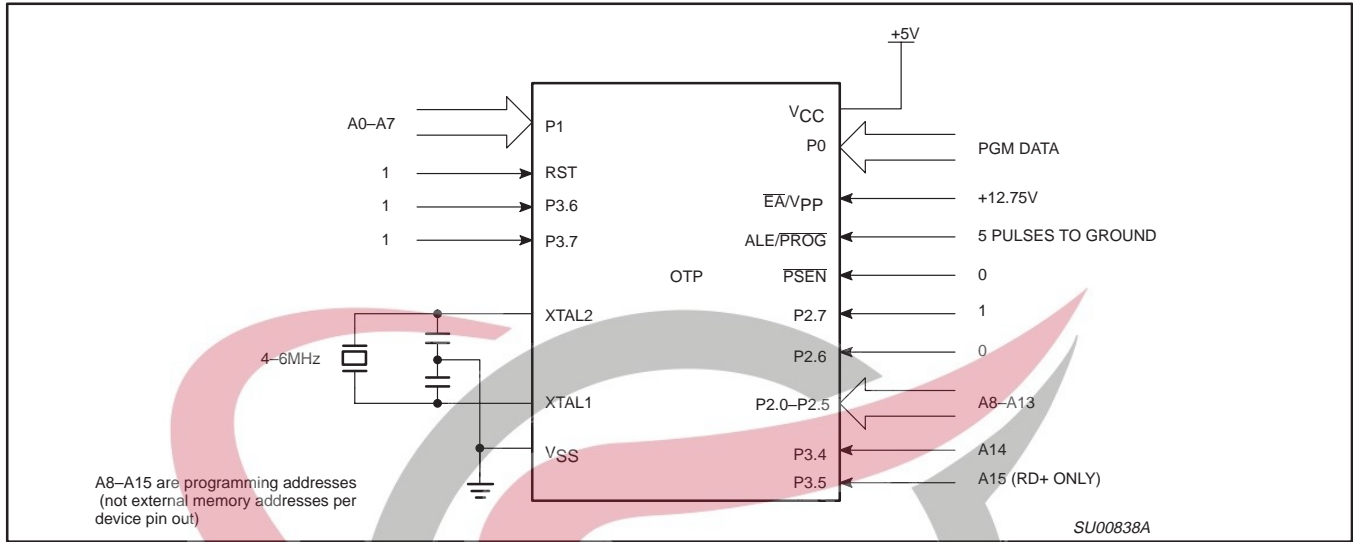 +5V
A0–A7
P1
VCC
P0
PGM DATA
1
RST
1
P3.6
EA/VPP
+12.75V
1
P3.7
ALE/PROG
5 PULSES TO GROUND
OTP
PSEN
0
XTAL2
P2.7
1
4–6MHz
P2.6
0
XTAL1
P2.0–P2.5
A8–A13
VSS
P3.4
A14
P3.5
A15 (RD+ ONLY)
A8–A15 are programming addresses
(not external memory addresses per
device pin out)
SU00838A